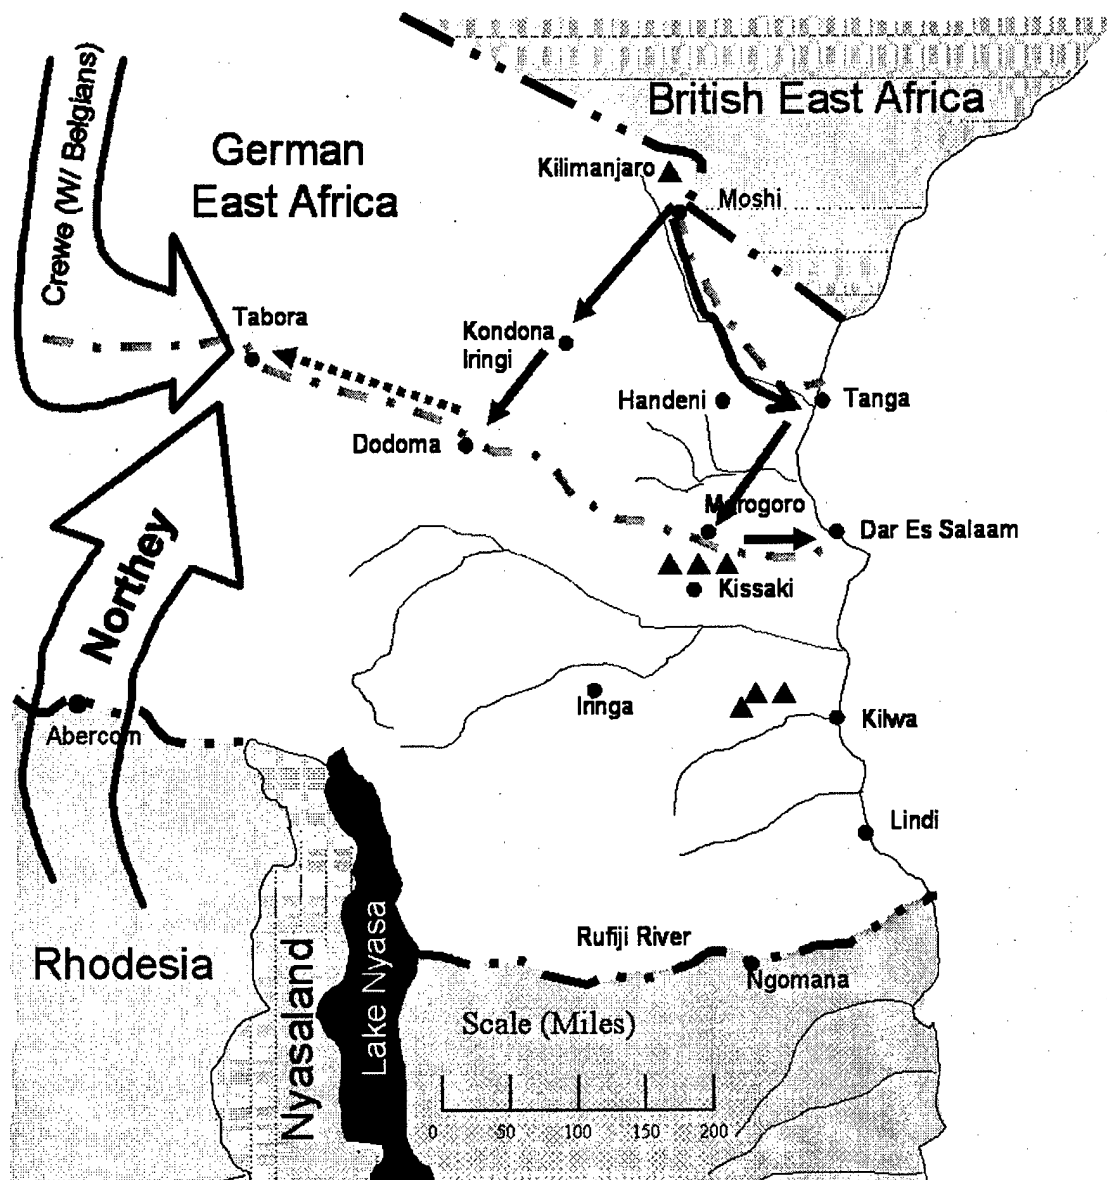 British East Africa
Crewe (W/ Belgians)
German
East Africa
Kilimanjaro
Moshi
Tabora
Kondona
Iringi
Handeni
Tanga
Dodoma
Morogoro
Dar Es Salaam
Kissaki
Northey
Iringa
Kilwa
Abercorn
Lindi
Rhodesia
Nyasaland
Lake Nyasa
Rufiji River
Ngomana
Scale (Miles)
0 50 100 150 200